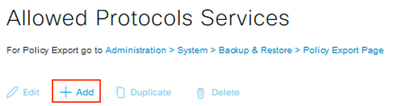 Allowed Protocols Services
For Policy Export go to Administration > System > Backup & Restore > Policy Export Page
Edit Add Duplicate Delete